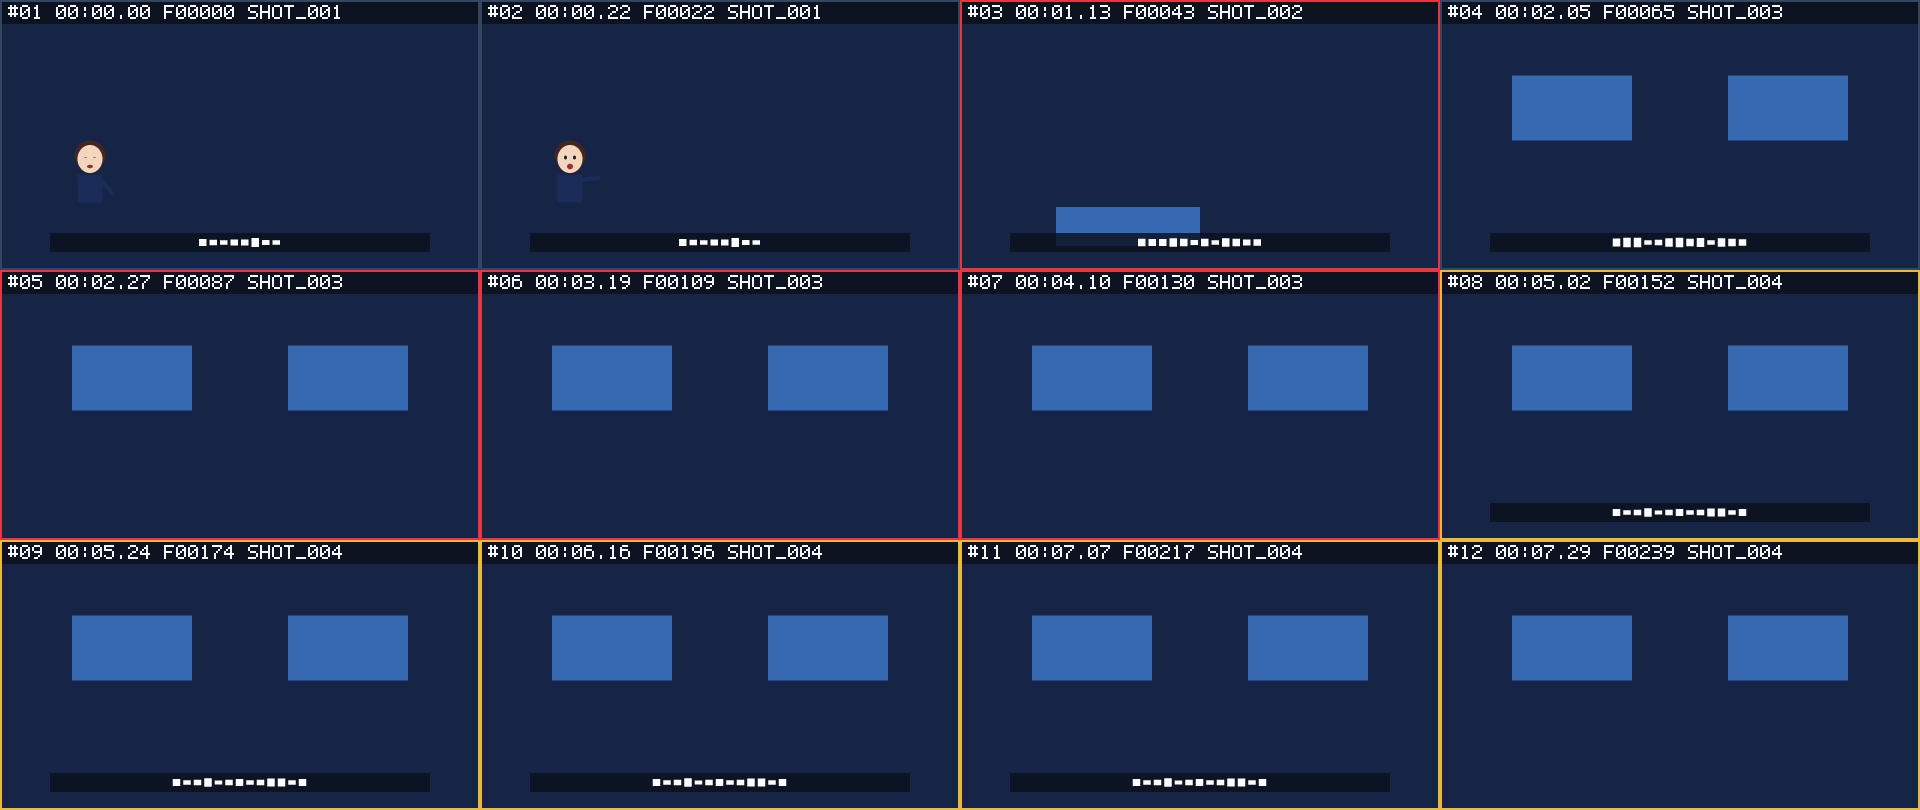 #01 00:00.00 F00000 SHOT_001
#02 00:00.22 F00022 SHOT_001
#03 00:01.13 F00043 SHOT_002
#04 00:02.05 F00065 SHOT_003
#05 00:02.27 F00087 SHOT_003
#06 00:03.19 F00109 SHOT_003
#07 00:04.10 F00130 SHOT_003
#08 00:05.02 F00152 SHOT_004
#09 00:05.24 F00174 SHOT_004
#10 00:06.16 F00196 SHOT_004
#11 00:07.07 F00217 SHOT_004
#12 00:07.29 F00239 SHOT_004